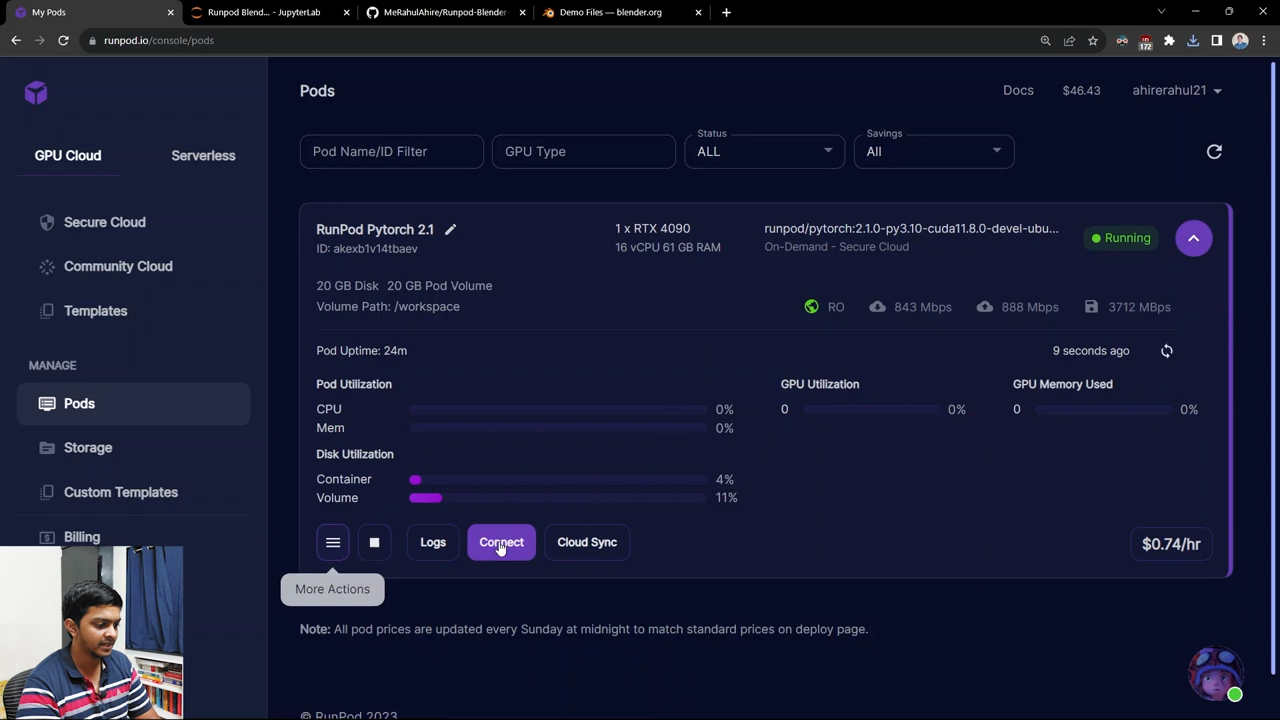 My Pods
Runpod Blend... - JupyterLab
MeRahulAhire/Runpod-Blender-
Demo Files — blender.org
runpod.io/console/pods
172
Pods
Docs
$46.43
ahirerahul21
GPU Cloud
Serverless
Pod Name/ID Filter
GPU Type
Status
ALL
Savings
All
Secure Cloud
Community Cloud
Templates
MANAGE
Pods
Storage
Custom Templates
Billing
RunPod Pytorch 2.1
ID: akexb1v14tbaev
1 x RTX 4090
16 vCPU 61 GB RAM
runpod/pytorch:2.1.0-py3.10-cuda11.8.0-devel-ubu...
On-Demand - Secure Cloud
Running
20 GB Disk 20 GB Pod Volume
Volume Path: /workspace
RO
843 Mbps
888 Mbps
3712 MBps
Pod Uptime: 24m
9 seconds ago
Pod Utilization
GPU Utilization
GPU Memory Used
CPU 0%
0 0%
0 0%
Mem 0%
Disk Utilization
Container 4%
Volume 11%
Logs
Connect
Cloud Sync
$0.74/hr
More Actions
Note: All pod prices are updated every Sunday at midnight to match standard prices on deploy page.
© RunPod 2023